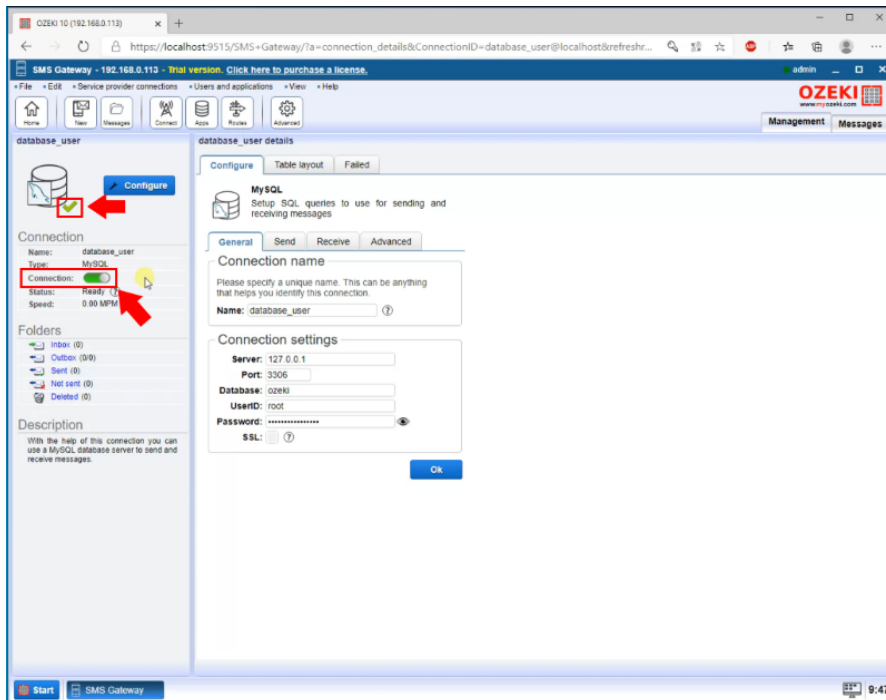 OZEKI 10 (192.168.0.113)
https://localhost:9515/SMS+Gateway/?a=connection_details&ConnectionID=database_user@localhost&refreshr...
SMS Gateway - 192.168.0.113 - Trial version. Click here to purchase a license.
admin
File Edit Service provider connections Users and applications View Help
OZEKI
www.myozeki.com
Home New Messages Connect Apps Routes Advanced
Management Messages
database_user
Configure
Connection
Name: database_user
Type: MySQL
Connection:
Status: Ready (?)
Speed: 0.00 MPM
Folders
Inbox (0)
Outbox (0/0)
Sent (0)
Not sent (0)
Deleted (0)
Description
With the help of this connection you can
use a MySQL database server to send and
receive messages.
database_user details
Configure Table layout Failed
MySQL
Setup SQL queries to use for sending and
receiving messages
General Send Receive Advanced
Connection name
Please specify a unique name. This can be anything
that helps you identify this connection.
Name: database_user ?
Connection settings
Server: 127.0.0.1
Port: 3306
Database: ozeki
UserID: root
Password: ••••••••••••••••
SSL: ?
Ok
Start SMS Gateway
9:47